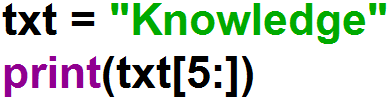 txt = "Knowledge"
print(txt[5:])